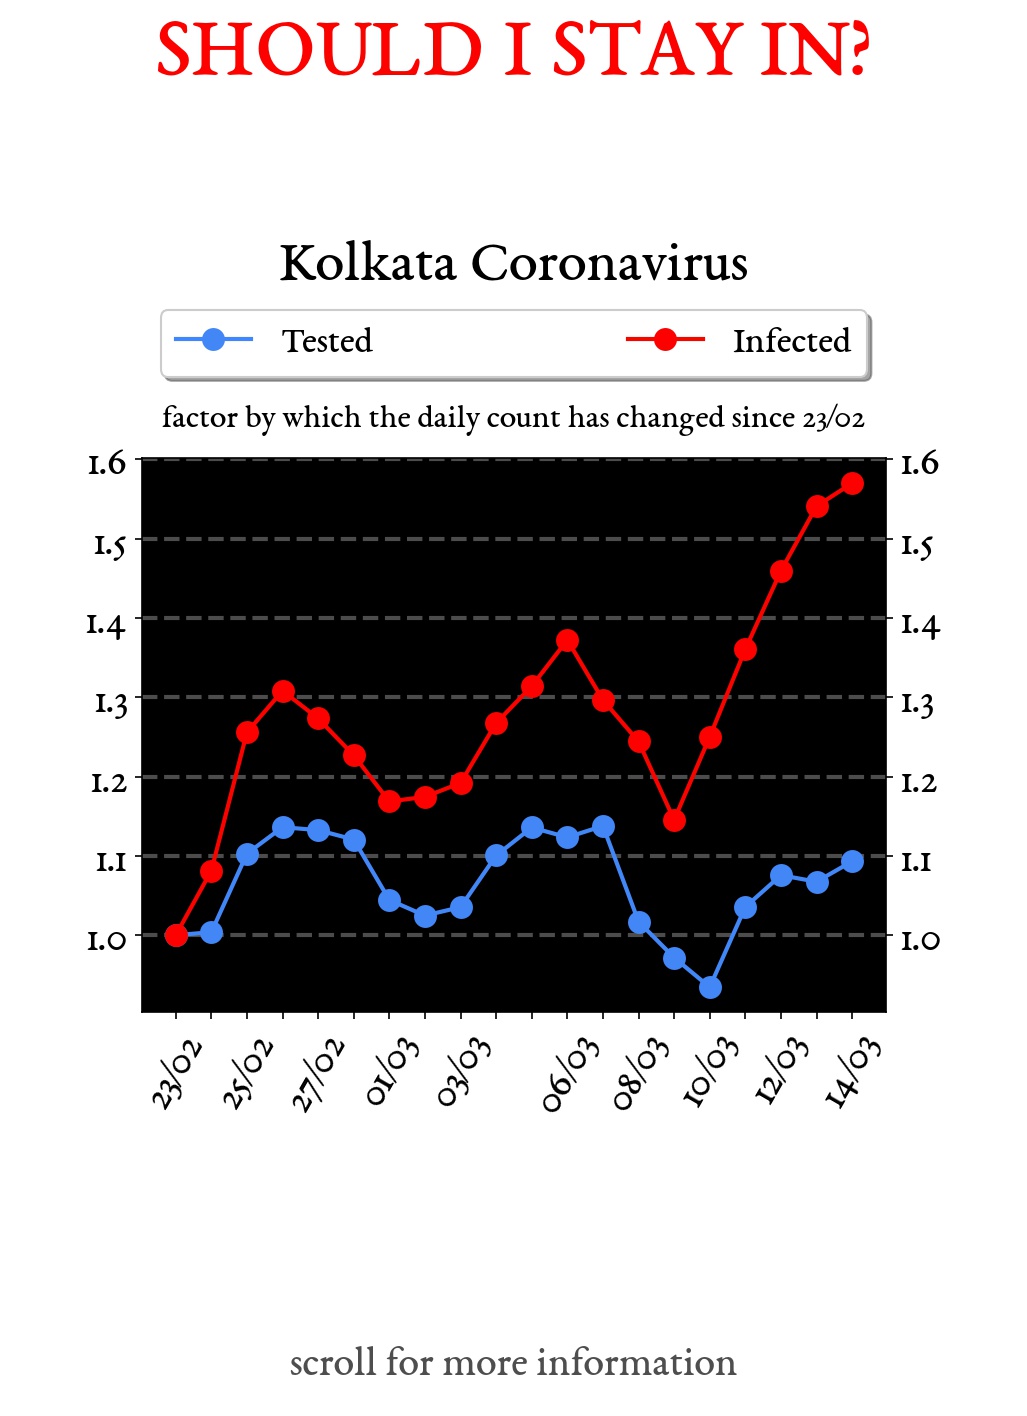 SHOULD I STAY IN?
Kolkata Coronavirus
Tested Infected
factor by which the daily count has changed since 23/02
1.6 1.6
1.5 1.5
1.4 1.4
1.3 1.3
1.2 1.2
1.1 1.1
1.0 1.0
23/02 25/02 27/02 01/03 03/03 06/03 08/03 10/03 12/03 14/03
scroll for more information